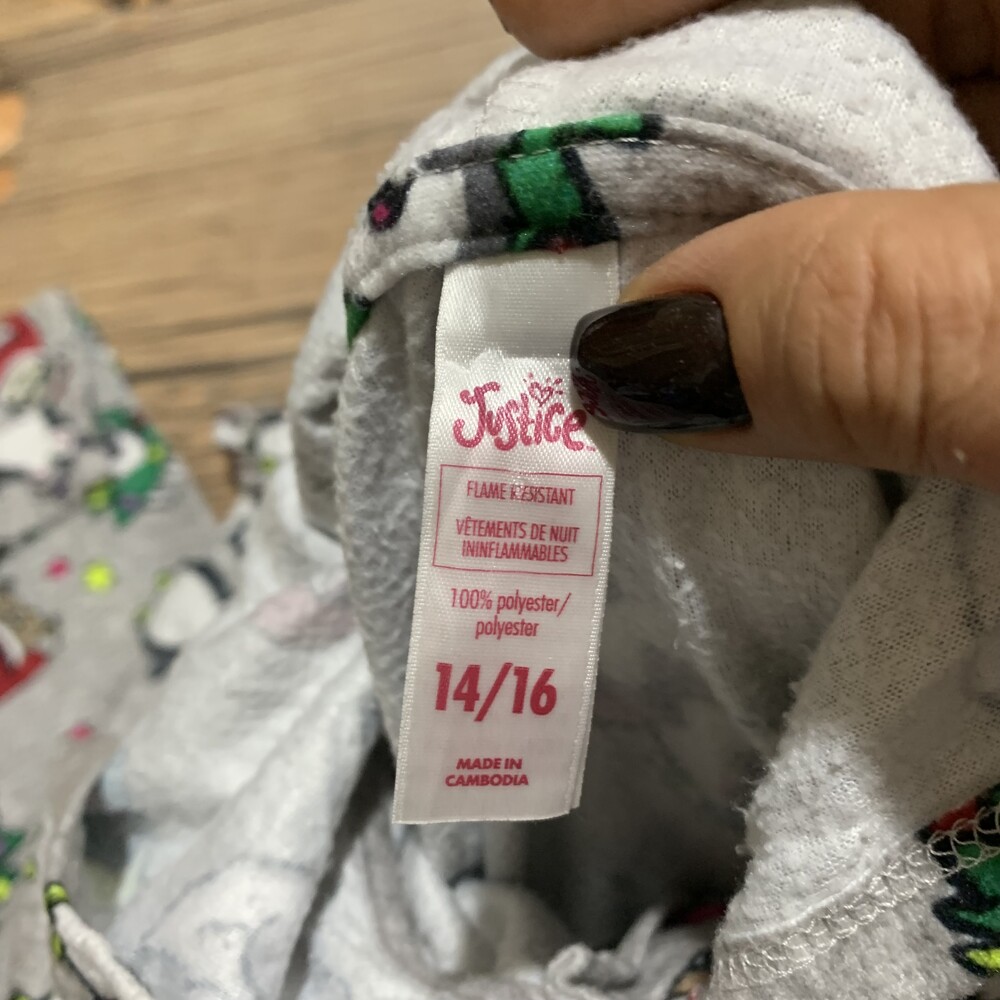 Justice
FLAME RESISTANT
VÊTEMENTS DE NUIT
ININFLAMMABLES
100% polyester/
polyester
14/16
MADE IN
CAMBODIA